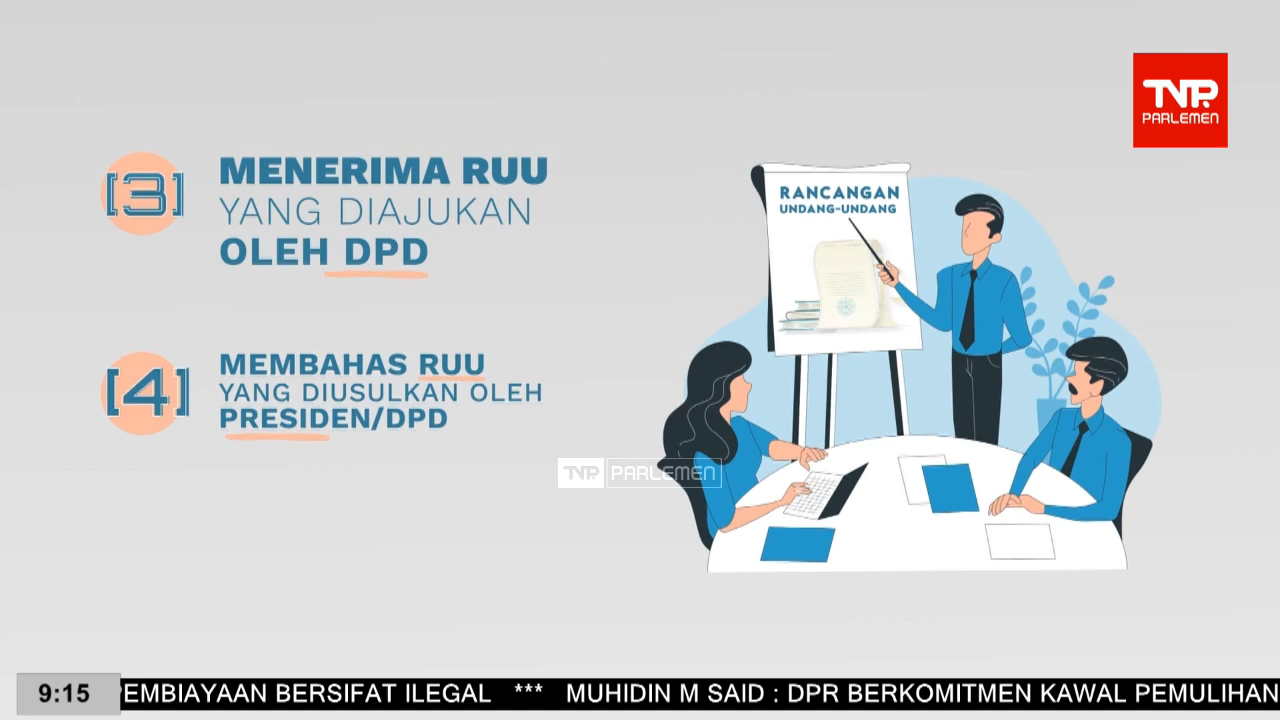 TVR
PARLEMEN
[3]
MENERIMA RUU
YANG DIAJUKAN
OLEH DPD
[4]
MEMBAHAS RUU
YANG DIUSULKAN OLEH
PRESIDEN/DPD
RANCANGAN
UNDANG-UNDANG
TVR PARLEMEN
9:15
EMBIAYAAN BERSIFAT ILEGAL *** MUHIDIN M SAID : DPR BERKOMITMEN KAWAL PEMULIHAN